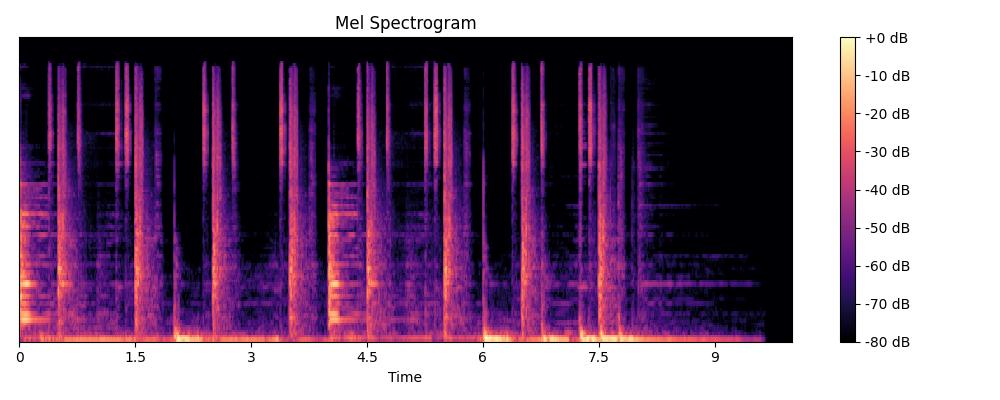 Mel Spectrogram
+0 dB
-10 dB
-20 dB
-30 dB
-40 dB
-50 dB
-60 dB
-70 dB
-80 dB
0 1.5 3 4.5 6 7.5 9
Time